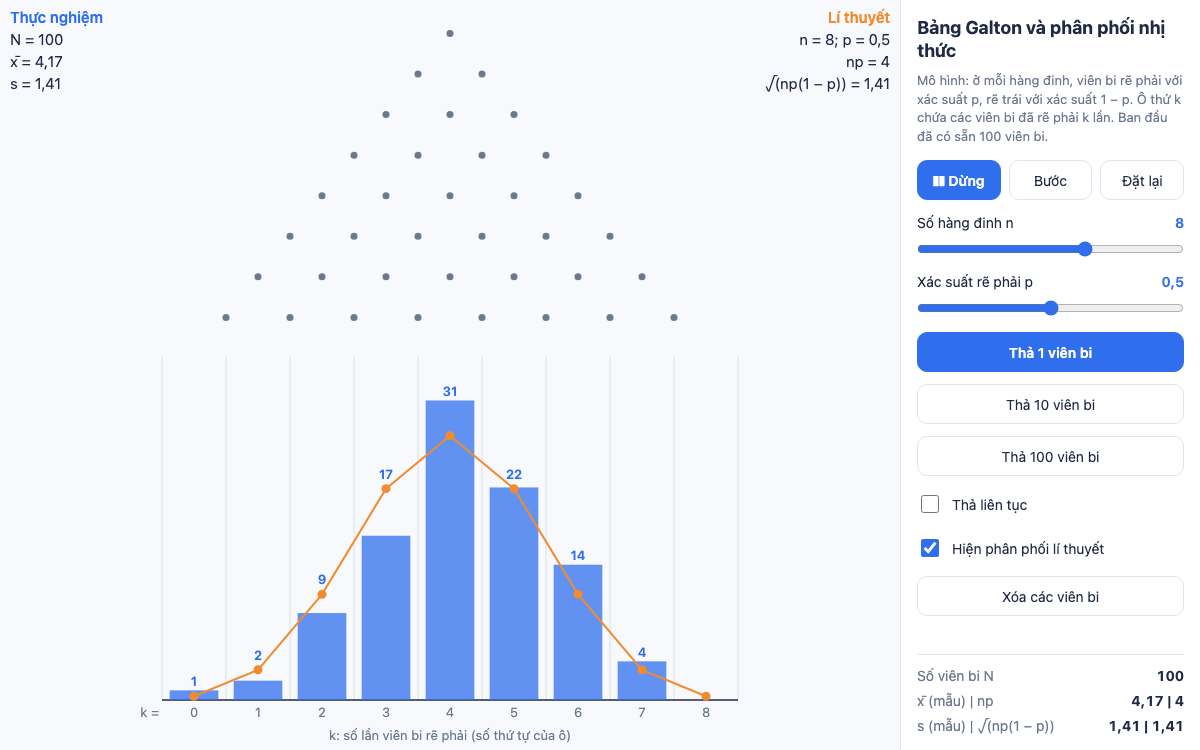 Thực nghiệm
N = 100
x̄ = 4,17
s = 1,41
Lí thuyết
n = 8; p = 0,5
np = 4
√(np(1 − p)) = 1,41
31
17
22
9
14
2
4
1
k =
0 1 2 3 4 5 6 7 8
k: số lần viên bi rẽ phải (số thứ tự của ô)
Bảng Galton và phân phối nhị
thức
Mô hình: ở mỗi hàng đinh, viên bi rẽ phải với
xác suất p, rẽ trái với xác suất 1 − p. Ô thứ k
chứa các viên bi đã rẽ phải k lần. Ban đầu
đã có sẵn 100 viên bi.
Dừng
Bước
Đặt lại
Số hàng đinh n 8
Xác suất rẽ phải p 0,5
Thả 1 viên bi
Thả 10 viên bi
Thả 100 viên bi
Thả liên tục
Hiện phân phối lí thuyết
Xóa các viên bi
Số viên bi N 100
x̄ (mẫu) | np 4,17 | 4
s (mẫu) | √(np(1 − p)) 1,41 | 1,41